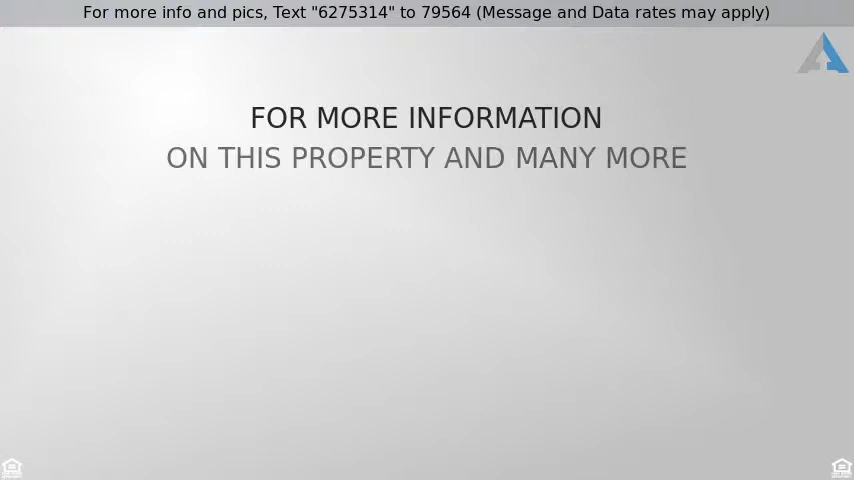 For more info and pics, Text "6275314" to 79564 (Message and Data rates may apply)
FOR MORE INFORMATION
ON THIS PROPERTY AND MANY MORE